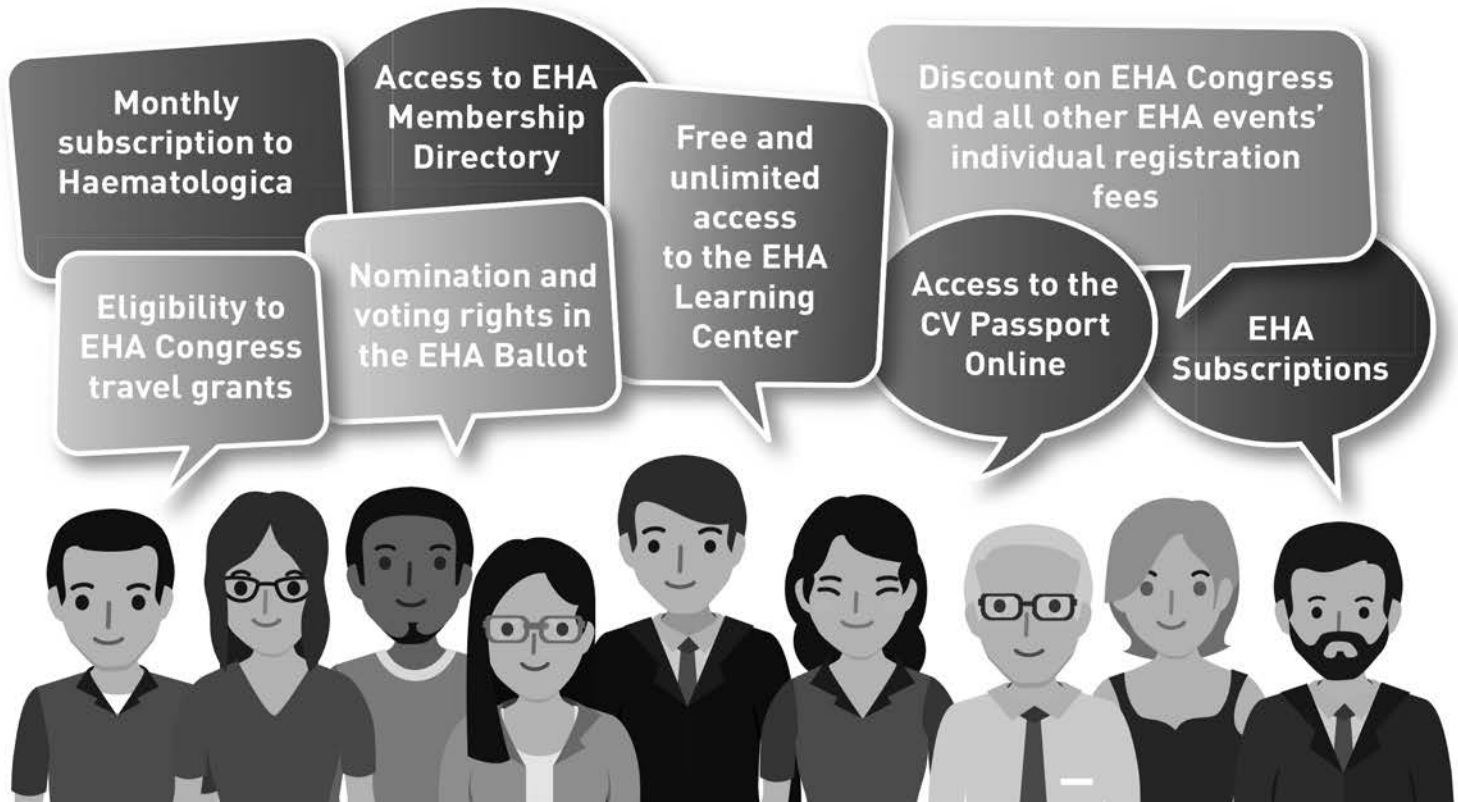 Monthly
subscription to
Haematologica
Access to EHA
Membership
Directory
Free and
unlimited
access
to the EHA
Learning
Center
Discount on EHA Congress
and all other EHA events’
individual registration
fees
Eligibility to
EHA Congress
travel grants
Nomination and
voting rights in
the EHA Ballot
Access to the
CV Passport
Online
EHA
Subscriptions